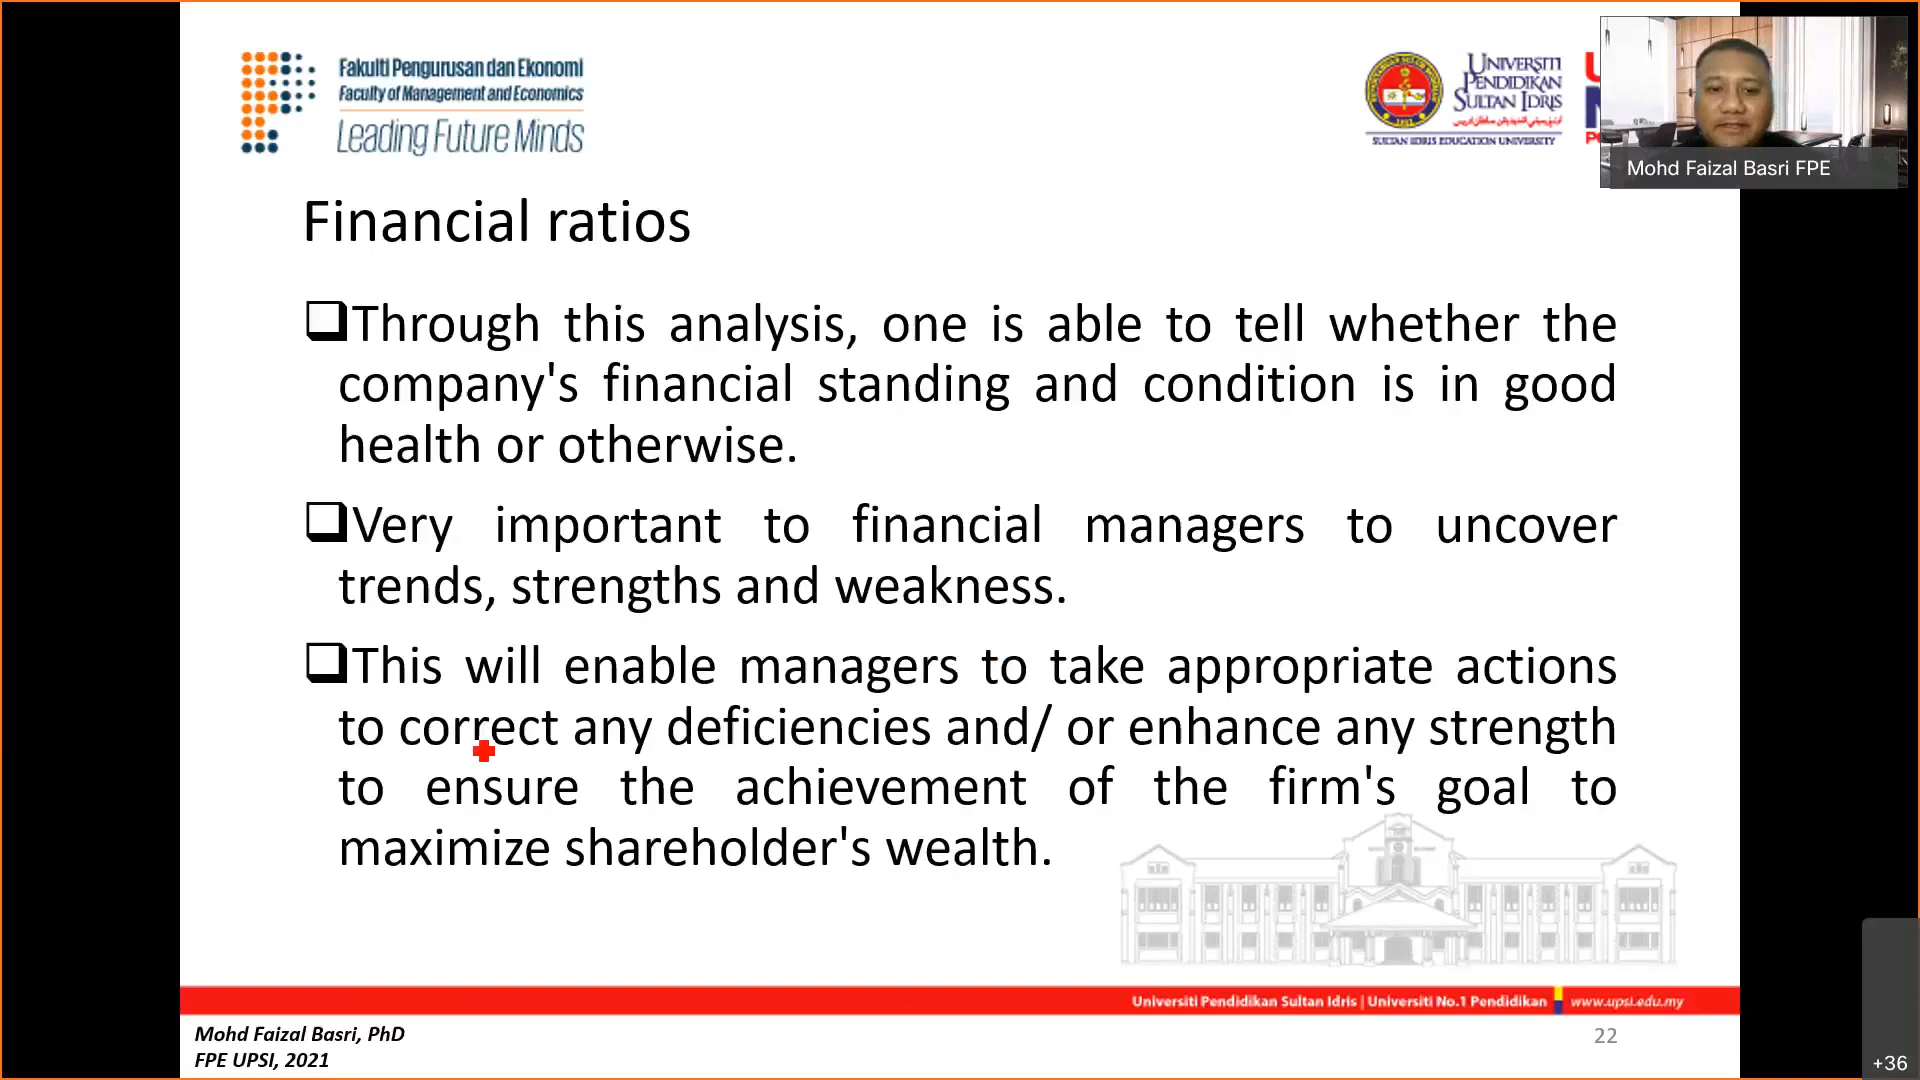 Fakulti Pengurusan dan Ekonomi
Faculty of Management and Economics
Leading Future Minds
UNIVERSITI
PENDIDIKAN
SULTAN IDRIS
SULTAN IDRIS EDUCATION UNIVERSITY
Mohd Faizal Basri FPE
Financial ratios
Through this analysis, one is able to tell whether the
company's financial standing and condition is in good
health or otherwise.
Very important to financial managers to uncover
trends, strengths and weakness.
This will enable managers to take appropriate actions
to correct any deficiencies and/ or enhance any strength
to ensure the achievement of the firm's goal to
maximize shareholder's wealth.
Universiti Pendidikan Sultan Idris | Universiti No.1 Pendidikan www.upsi.edu.my
Mohd Faizal Basri, PhD
FPE UPSI, 2021
22
+36